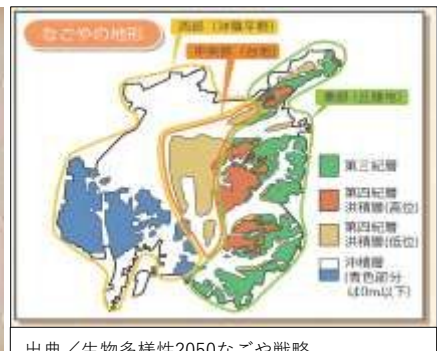 なごやの地形
西部(沖積平野)
中央部(台地)
東部(丘陵地)
第三紀層
第四紀層
洪積層(高位)
第四紀層
洪積層(低位)
沖積層
(青色部分
は0m以下)
出典/生物多様性2050なごや戦略